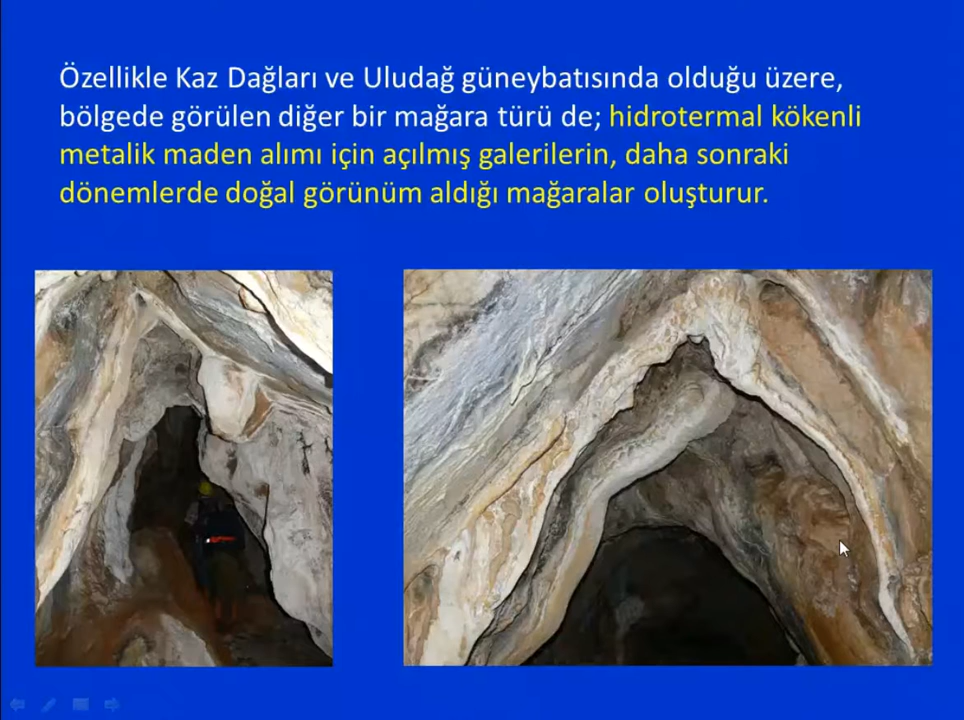 Özellikle Kaz Dağları ve Uludağ güneybatısında olduğu üzere,
bölgede görülen diğer bir mağara türü de; hidrotermal kökenli
metalik maden alımı için açılmış galerilerin, daha sonraki
dönemlerde doğal görünüm aldığı mağaralar oluşturur.